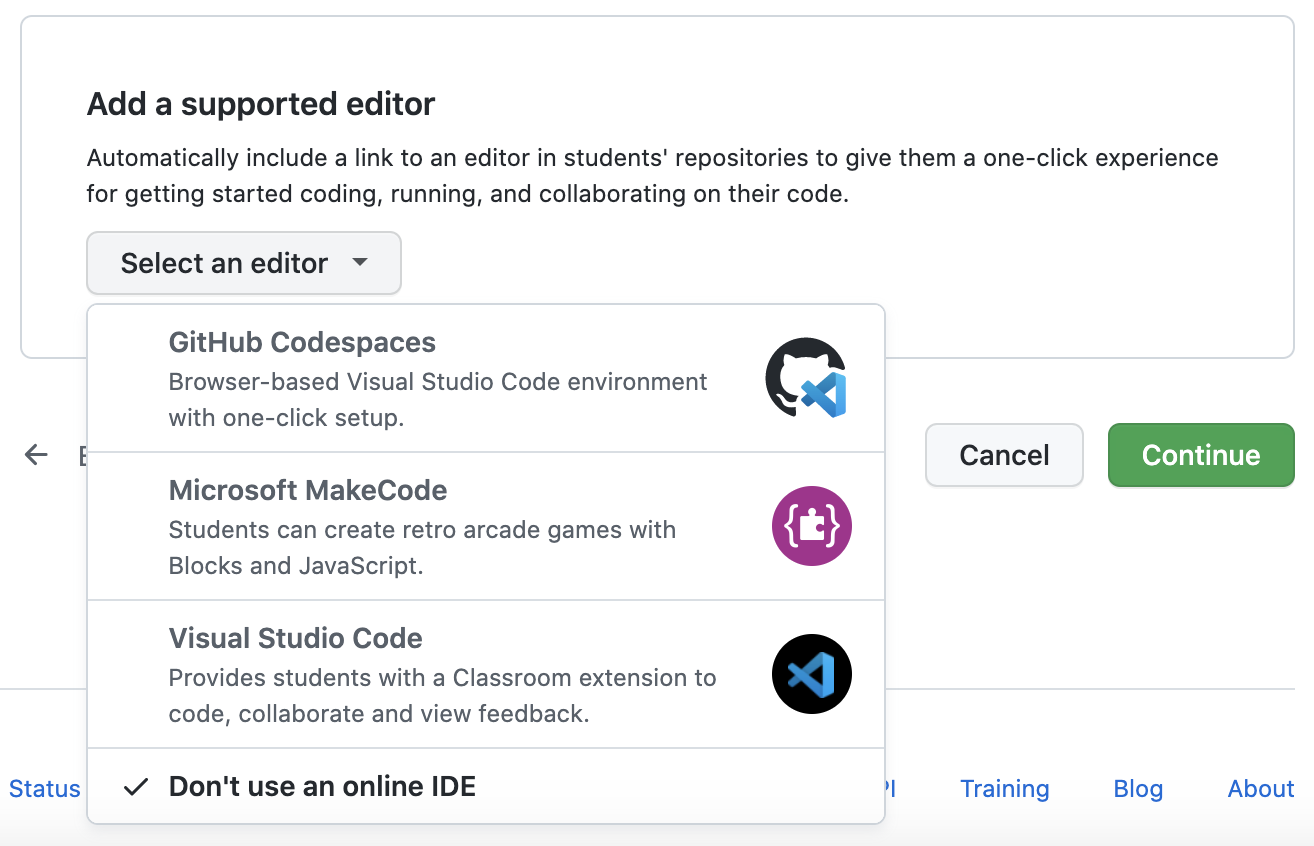 Add a supported editor
Automatically include a link to an editor in students' repositories to give them a one-click experience
for getting started coding, running, and collaborating on their code.
Select an editor
GitHub Codespaces
Browser-based Visual Studio Code environment
with one-click setup.
Microsoft MakeCode
Students can create retro arcade games with
Blocks and JavaScript.
Visual Studio Code
Provides students with a Classroom extension to
code, collaborate and view feedback.
Don't use an online IDE
Cancel
Continue
Status
Training
Blog
About